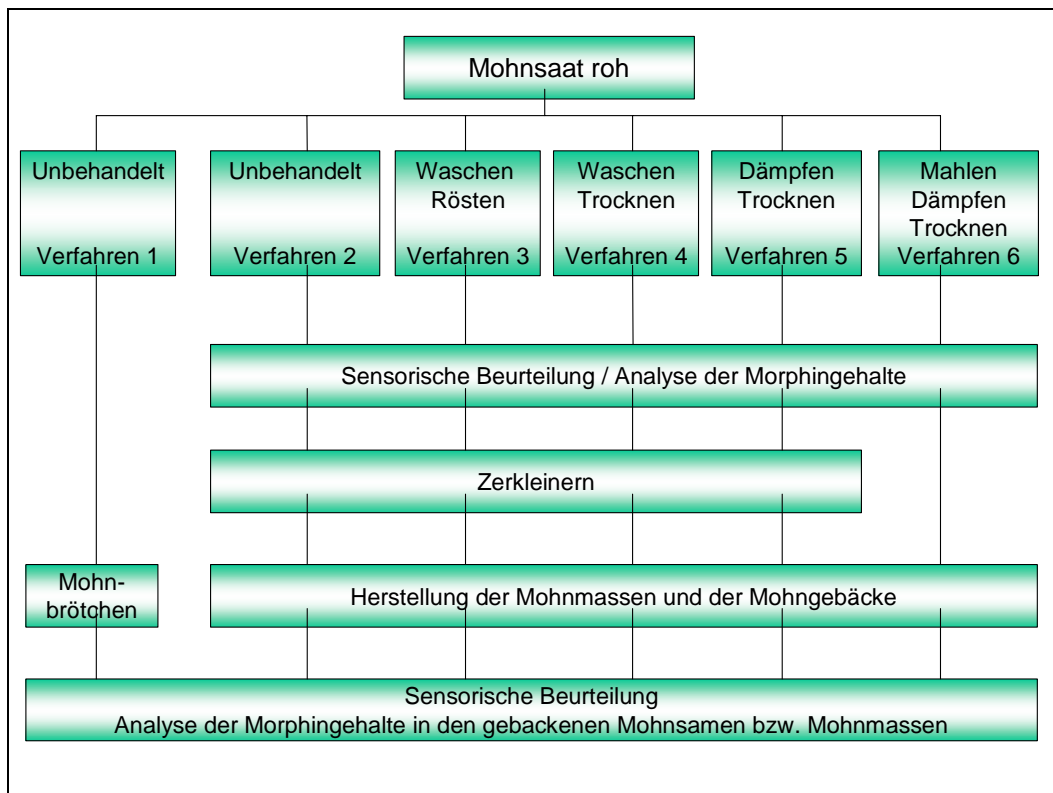 Mohnsaat roh
Unbehandelt
Verfahren 1
Unbehandelt
Verfahren 2
Waschen
Rösten
Verfahren 3
Waschen
Trocknen
Verfahren 4
Dämpfen
Trocknen
Verfahren 5
Mahlen
Dämpfen
Trocknen
Verfahren 6
Sensorische Beurteilung / Analyse der Morphingehalte
Zerkleinern
Mohn-
brötchen
Herstellung der Mohnmassen und der Mohngebäcke
Sensorische Beurteilung
Analyse der Morphingehalte in den gebackenen Mohnsamen bzw. Mohnmassen